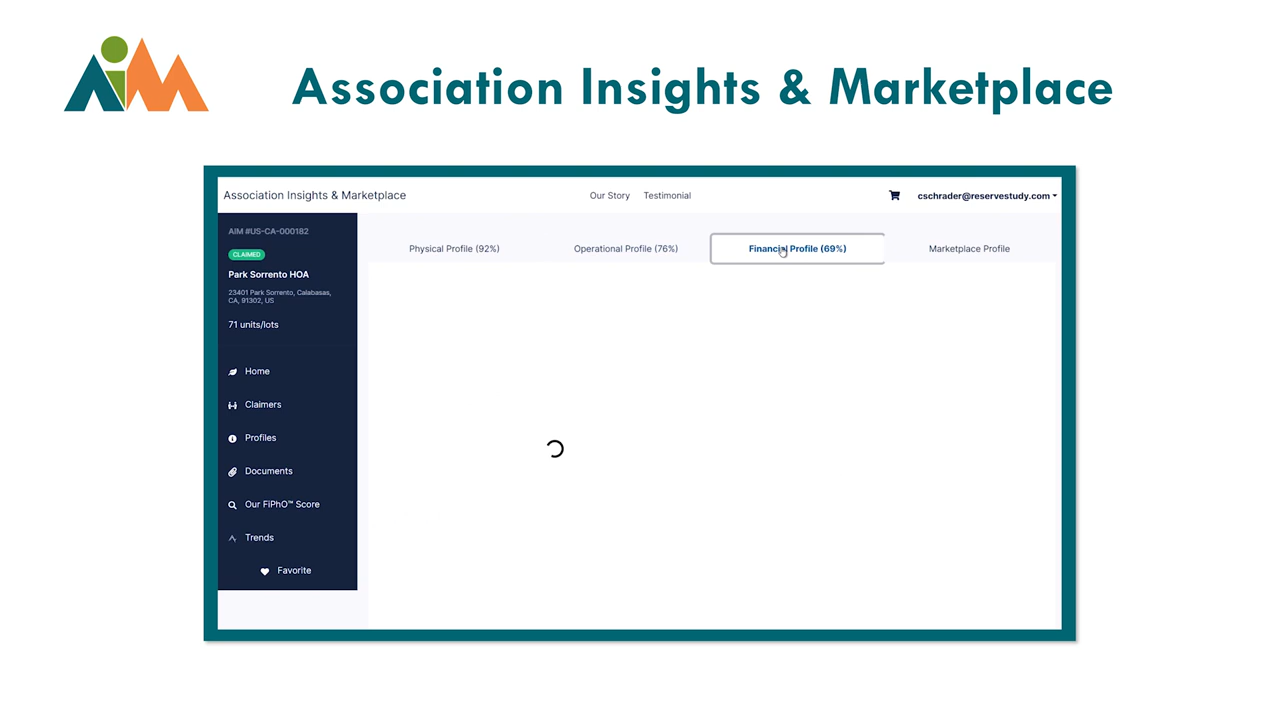 AiM
Association Insights & Marketplace
Association Insights & Marketplace
Our Story
Testimonial
cschrader@reservestudy.com
AIM #US-CA-000182
CLAIMED
Park Sorrento HOA
23401 Park Sorrento, Calabasas,
CA, 91302, US
71 units/lots
Physical Profile (92%)
Operational Profile (76%)
Financial Profile (69%)
Marketplace Profile
Home
Claimers
Profiles
Documents
Our FiPhO™ Score
Trends
Favorite